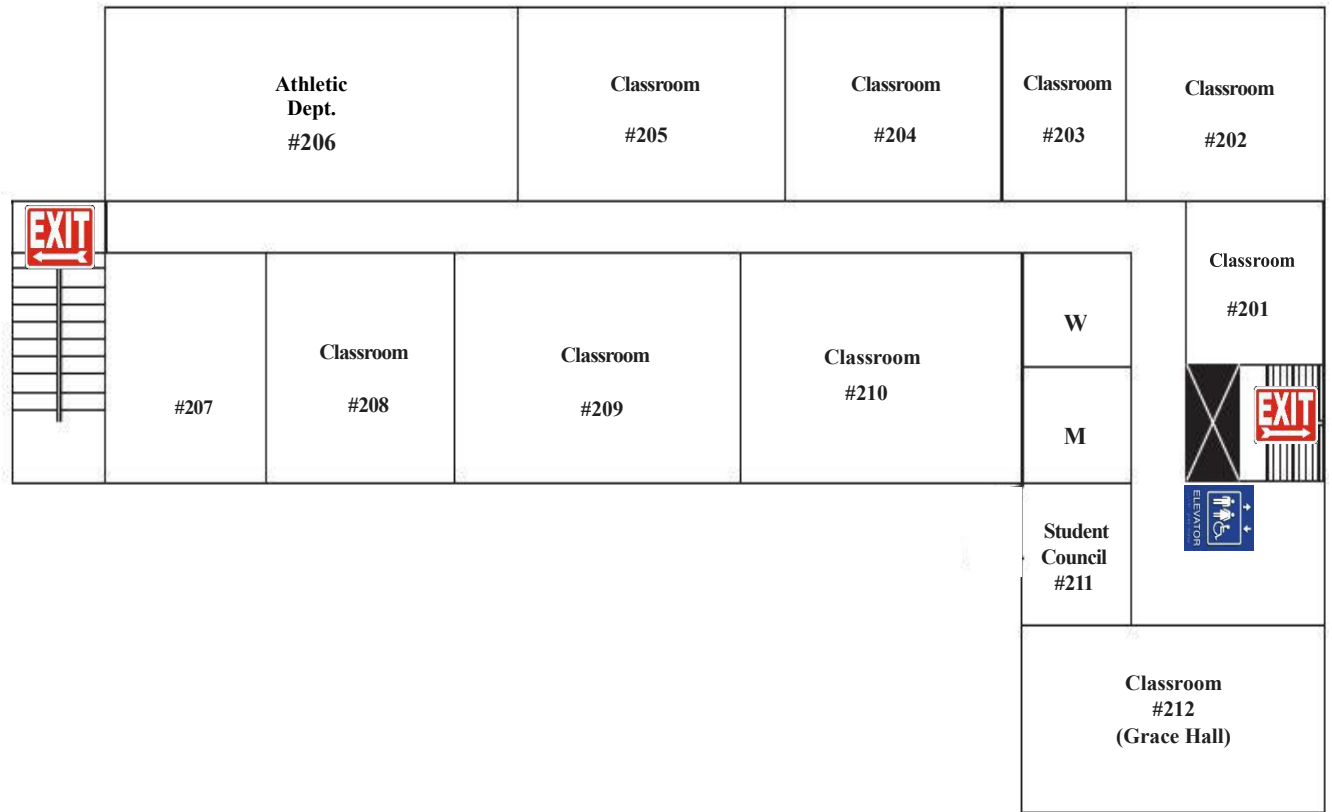 Athletic
Dept.
#206
Classroom
#205
Classroom
#204
Classroom
#203
Classroom
#202
EXIT
Classroom
#201
#207
Classroom
#208
Classroom
#209
Classroom
#210
W
M
EXIT
ELEVATOR
Student
Council
#211
Classroom
#212
(Grace Hall)